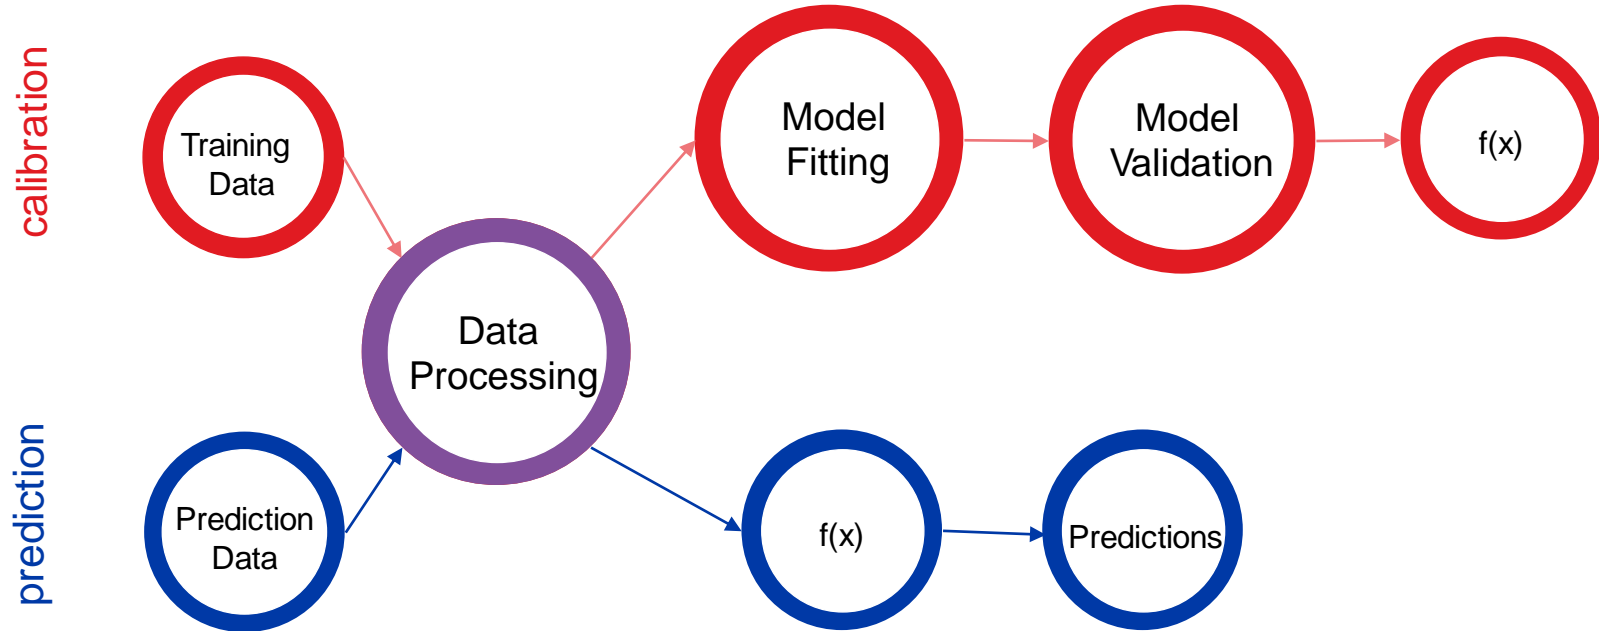 calibration
Training
Data
Model
Fitting
Model
Validation
f(x)
Data
Processing
prediction
Prediction
Data
f(x)
Predictions